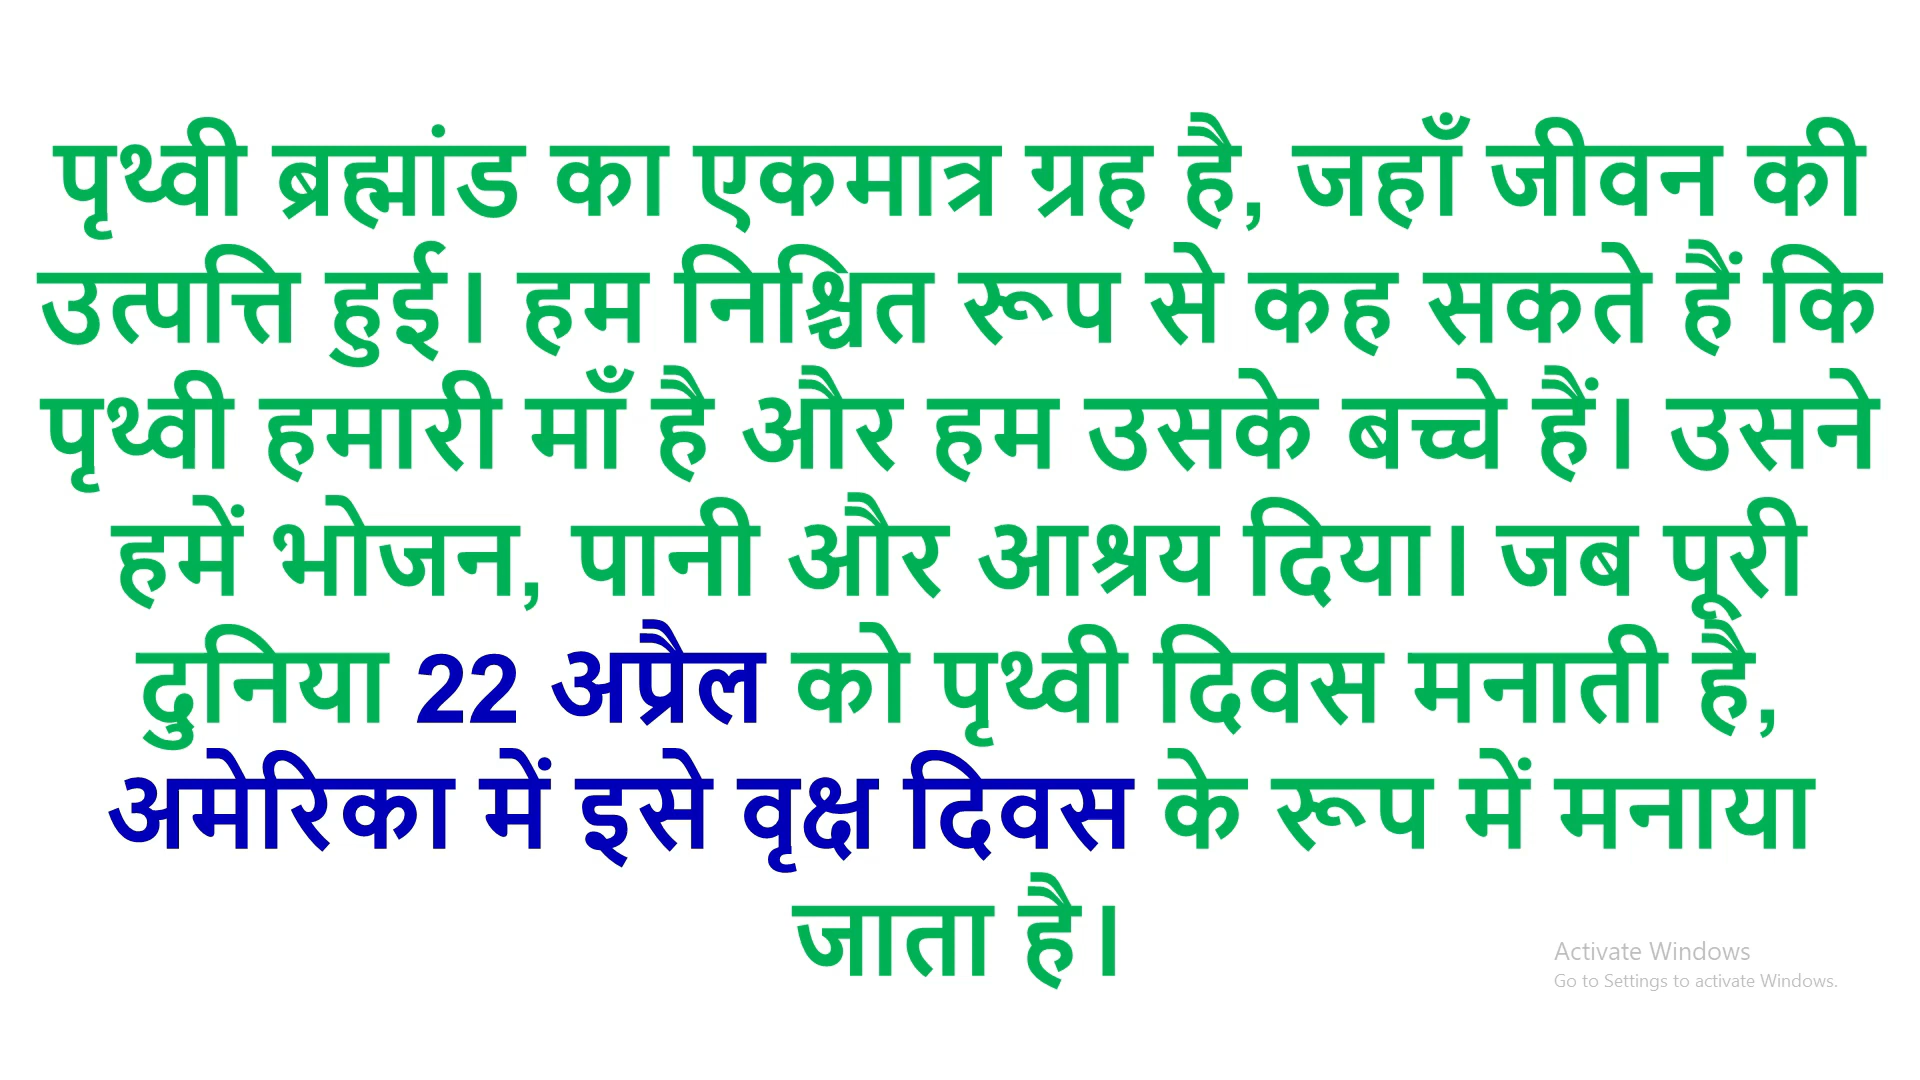 पृथ्वी ब्रह्मांड का एकमात्र ग्रह है, जहाँ जीवन की
उत्पत्ति हुई। हम निश्चित रूप से कह सकते हैं कि
पृथ्वी हमारी माँ है और हम उसके बच्चे हैं। उसने
हमें भोजन, पानी और आश्रय दिया। जब पूरी
दुनिया 22 अप्रैल को पृथ्वी दिवस मनाती है,
अमेरिका में इसे वृक्ष दिवस के रूप में मनाया
जाता है।
Activate Windows
Go to Settings to activate Windows.